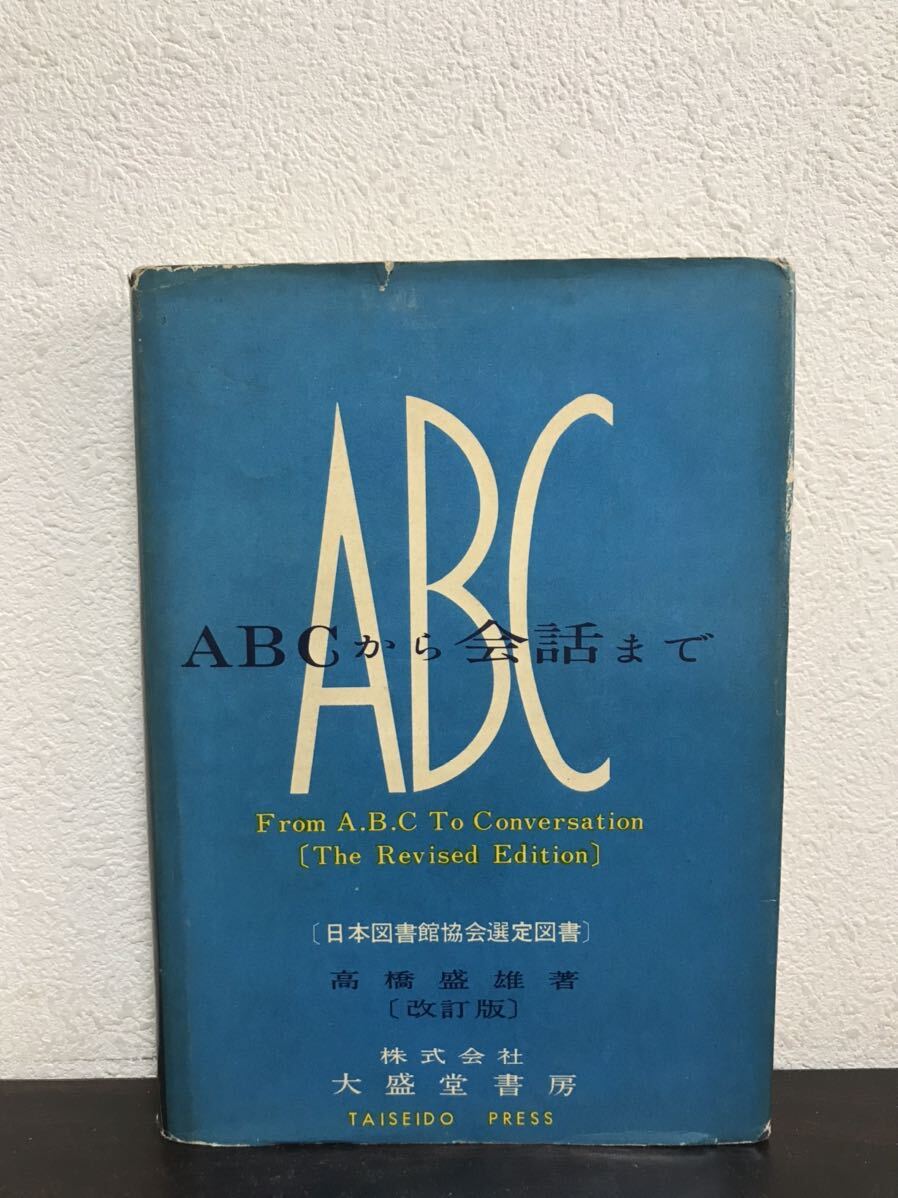 ABC
ABCから会話まで
From A.B.C To Conversation
〔The Revised Edition〕
〔日本図書館協会選定図書〕
高橋盛雄著
〔改訂版〕
株式会社
大盛堂書房
TAISEIDO PRESS